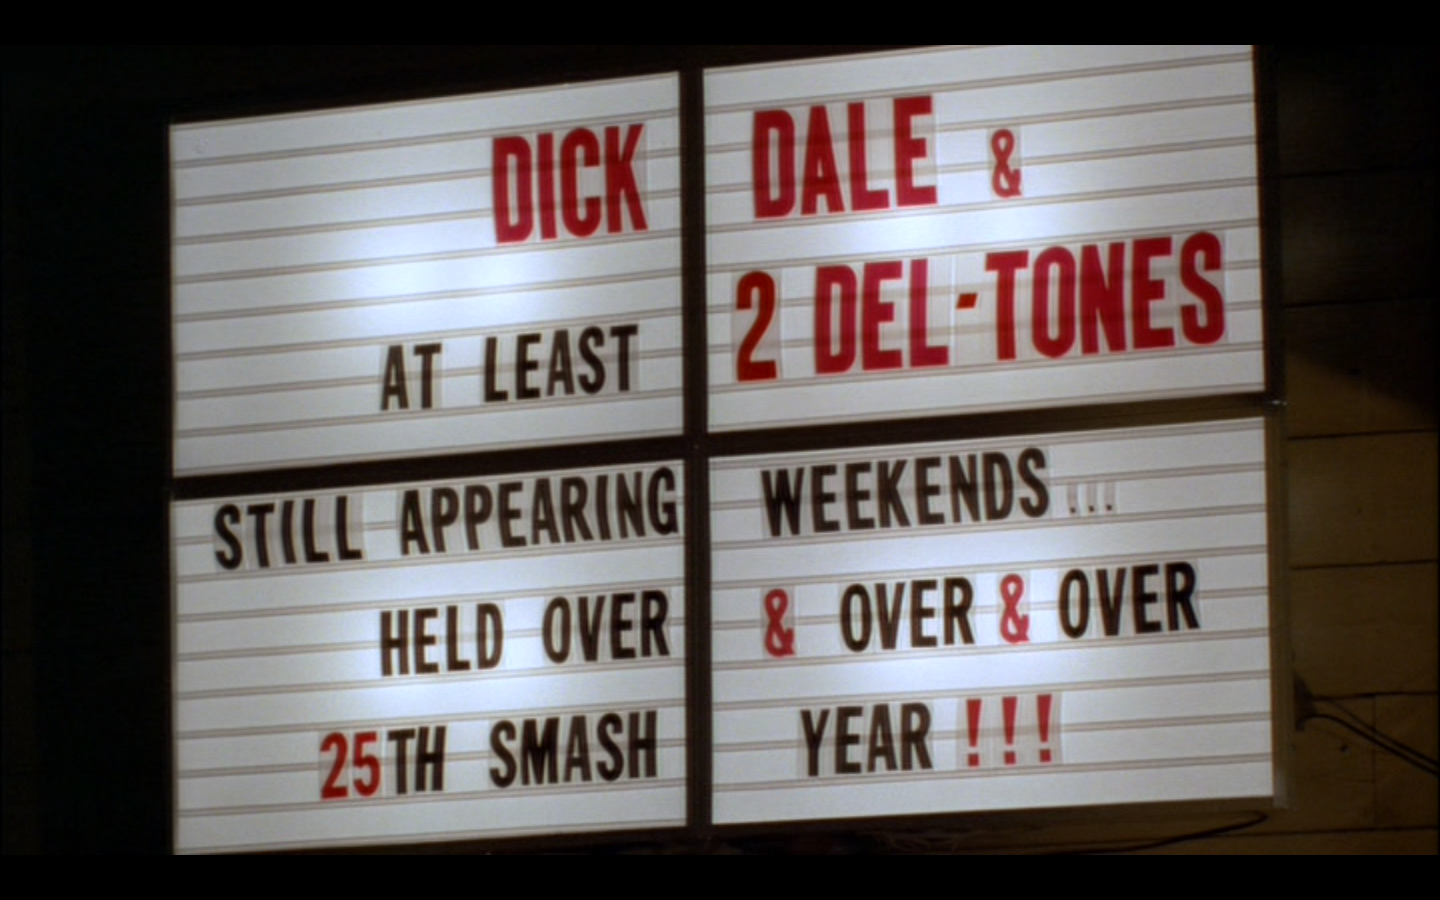 DICK DALE &
AT LEAST 2 DEL-TONES
STILL APPEARING WEEKENDS ...
HELD OVER & OVER & OVER
25TH SMASH YEAR !!!